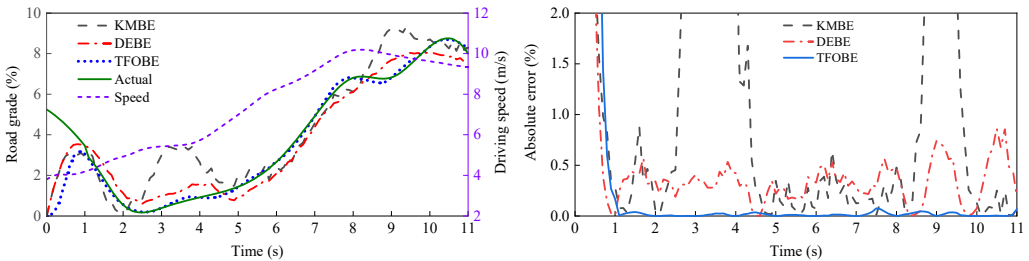 10
8
6
4
2
0
Road grade (%)
KMBE
DEBE
TFOBE
Actual
Speed
12
10
8
6
4
2
Driving speed (m/s)
0 1 2 3 4 5 6 7 8 9 10 11
Time (s)
2.0
1.5
1.0
0.5
0.0
Absolute error (%)
KMBE
DEBE
TFOBE
0 1 2 3 4 5 6 7 8 9 10 11
Time (s)